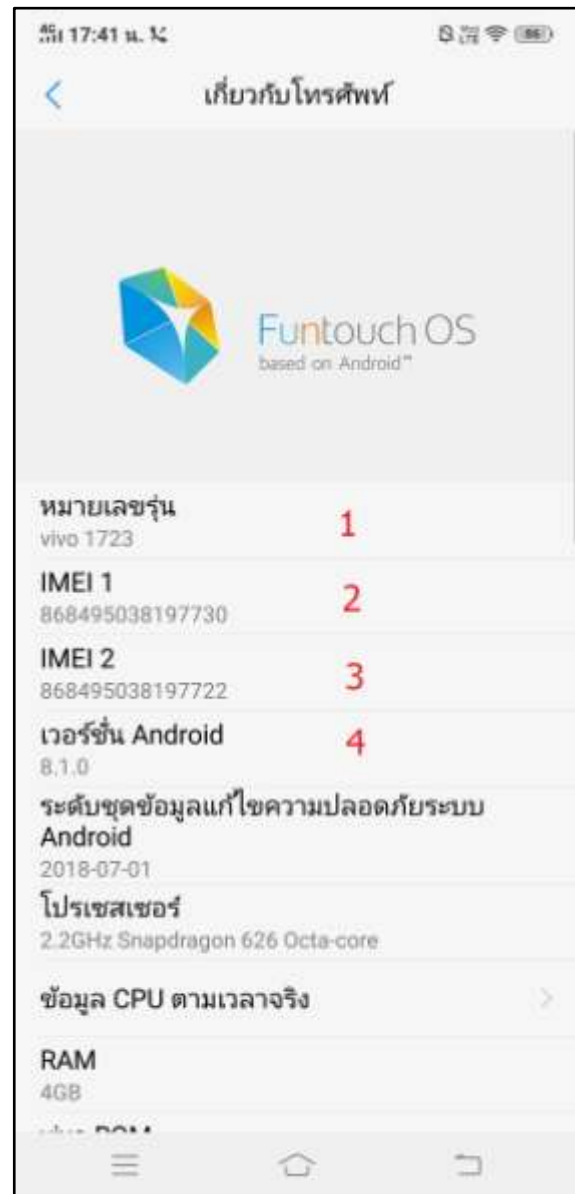 17:41 น.
86
เกี่ยวกับโทรศัพท์
Funtouch OS
based on Android™
หมายเลขรุ่น
1
vivo 1723
IMEI 1
2
868495038197730
IMEI 2
3
868495038197722
เวอร์ชั่น Android
4
8.1.0
ระดับชุดข้อมูลแก้ไขความปลอดภัยระบบ
Android
2018-07-01
โปรเซสเซอร์
2.2GHz Snapdragon 626 Octa-core
ข้อมูล CPU ตามเวลาจริง
RAM
4GB